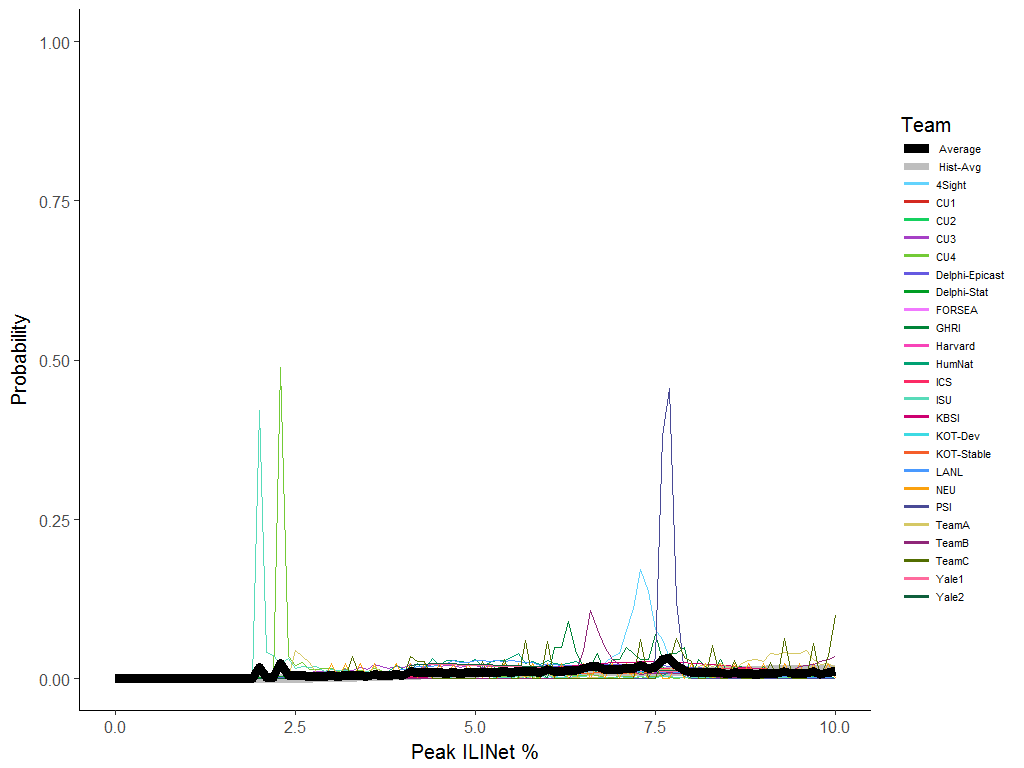 1.00
0.75
0.50
0.25
0.00
Probability
0.0 2.5 5.0 7.5 10.0
Peak ILINet %
Team
Average
Hist-Avg
4Sight
CU1
CU2
CU3
CU4
Delphi-Epicast
Delphi-Stat
FORSEA
GHRI
Harvard
HumNat
ICS
ISU
KBSI
KOT-Dev
KOT-Stable
LANL
NEU
PSI
TeamA
TeamB
TeamC
Yale1
Yale2